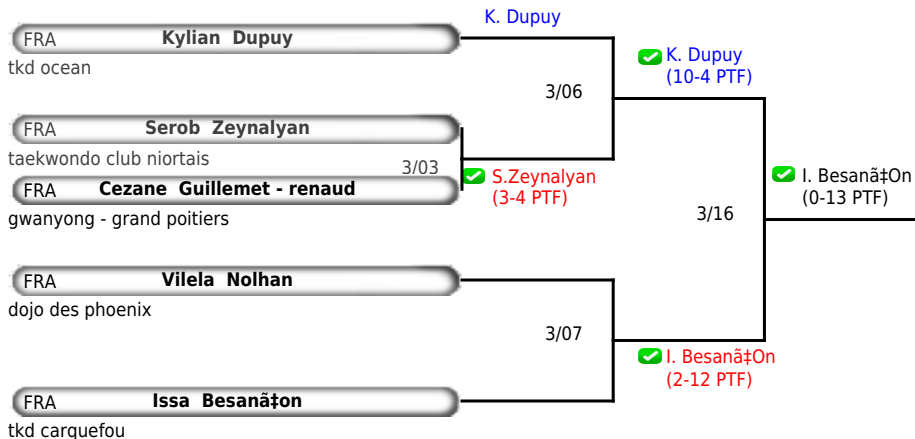 K. Dupuy
FRA Kylian Dupuy
tkd ocean
K. Dupuy
(10-4 PTF)
3/06
FRA Serob Zeynalyan
taekwondo club niortais
3/03
S.Zeynalyan
(3-4 PTF)
FRA Cezane Guillemet - renaud
gwanyong - grand poitiers
I. Besanã‡On
(0-13 PTF)
3/16
FRA Vilela Nolhan
dojo des phoenix
3/07
I. Besanã‡On
(2-12 PTF)
FRA Issa Besanã‡on
tkd carquefou